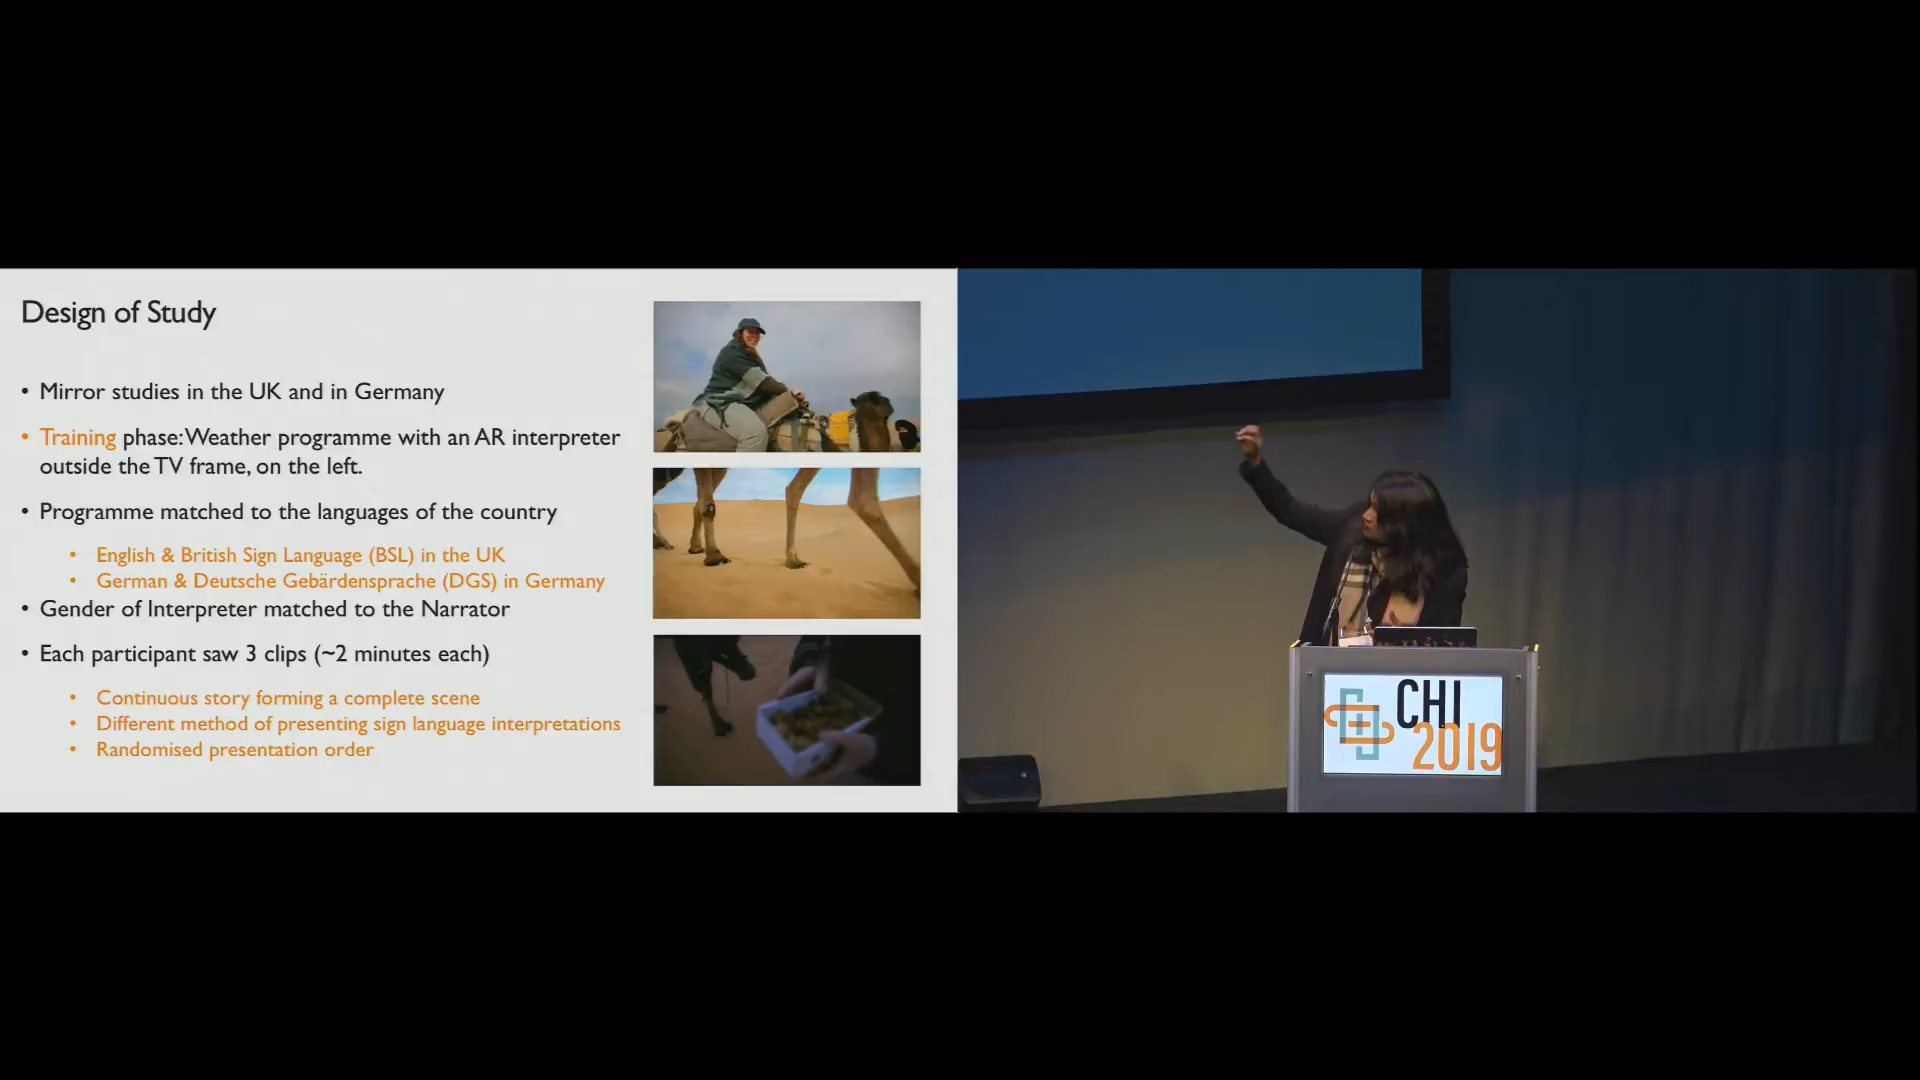 Design of Study
• Mirror studies in the UK and in Germany
• Training phase: Weather programme with an AR interpreter
outside the TV frame, on the left.
• Programme matched to the languages of the country
• English & British Sign Language (BSL) in the UK
• German & Deutsche Gebärdensprache (DGS) in Germany
• Gender of Interpreter matched to the Narrator
• Each participant saw 3 clips (~2 minutes each)
• Continuous story forming a complete scene
• Different method of presenting sign language interpretations
• Randomised presentation order
CHI
2019